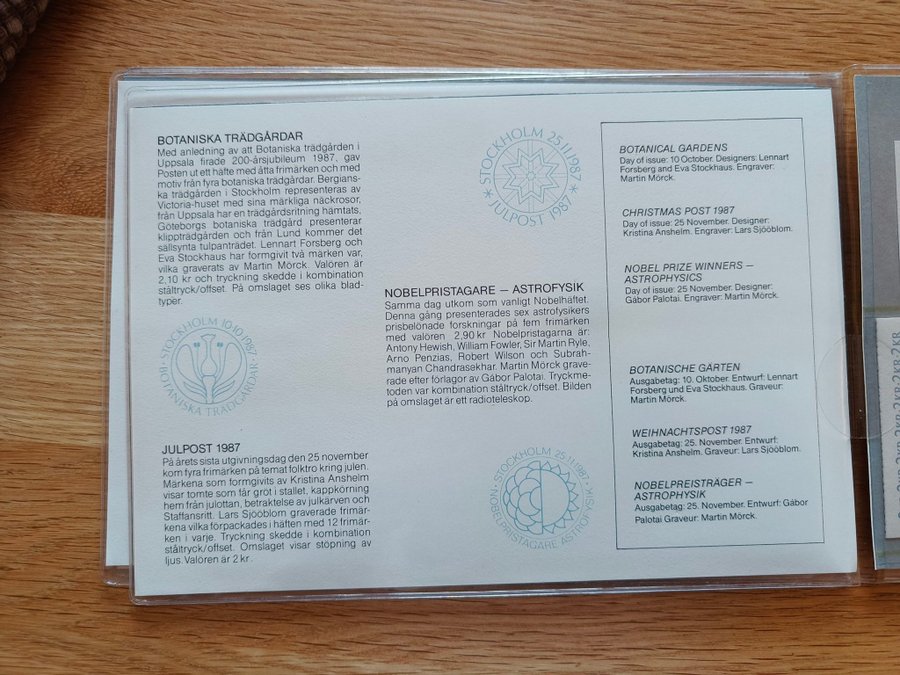 BOTANISKA TRÄDGÅRDAR
Med anledning av att Botaniska trädgården i
Uppsala firade 200-årsjubileum 1987, gav
Posten ut ett häfte med åtta frimärken och med
motiv från fyra botaniska trädgårdar. Bergians-
ka trädgården i Stockholm representeras av
Victoria-huset med sina märkliga näckrosor,
från Uppsala har en trädgårdsritning hämtats,
Göteborgs botaniska trädgård presenterar
klippträdgården och från Lund kommer det
sällsynta tulpanträdet. Lennart Forsberg och
Eva Stockhaus har formgivit två märken var,
vilka graverats av Martin Mörck. Valören är
2,10 kr och tryckning skedde i kombination
ståltryck/offset. På omslaget ses olika blad-
typer.
STOCKHOLM 10.10.1987
BOTANISKA TRÄDGÅRDAR
JULPOST 1987
På årets sista utgivningsdag den 25 november
kom fyra frimärken på temat folktro kring julen.
Märkena som formgivits av Kristina Anshelm
visar tomte som får gröt i stallet, kappkörning
hem från julottan, betraktelse av julkärven och
Staffansritt. Lars Sjööblom graverade frimär-
kena vilka förpackades i häften med 12 frimär-
ken i varje. Tryckning skedde i kombination
ståltryck/offset. Omslaget visar stöpning av
ljus. Valören är 2 kr.
STOCKHOLM 25.11.1987
* JULPOST 1987 *
NOBELPRISTAGARE — ASTROFYSIK
Samma dag utkom som vanligt Nobelhäftet.
Denna gång presenterades sex astrofysikers
prisbelönade forskningar på fem frimärken
med valören 2,90 kr Nobelpristagarna är:
Antony Hewish, William Fowler, Sir Martin Ryle,
Arno Penzias, Robert Wilson och Subrah-
manyan Chandrasekhar. Martin Mörck grave-
rade efter förlagor av Gábor Palotai. Tryckme-
toden var kombination ståltryck/offset. Bilden
på omslaget är ett radioteleskop.
STOCKHOLM 25.11.1987
NOBELPRISTAGARE ASTROFYSIK
BOTANICAL GARDENS
Day of issue: 10 October. Designers: Lennart
Forsberg and Eva Stockhaus. Engraver:
Martin Mörck.
CHRISTMAS POST 1987
Day of issue: 25 November. Designer:
Kristina Anshelm. Engraver: Lars Sjööblom.
NOBEL PRIZE WINNERS —
ASTROPHYSICS
Day of issue: 25 November. Designer:
Gábor Palotai. Engraver: Martin Mörck.
BOTANISCHE GÄRTEN
Ausgabetag: 10. Oktober. Entwurf: Lennart
Forsberg und Eva Stockhaus. Graveur:
Martin Mörck.
WEIHNACHTSPOST 1987
Ausgabetag: 25. November. Entwurf:
Kristina Anshelm. Graveur: Lars Sjööblom.
NOBELPREISTRÄGER —
ASTROPHYSIK
Ausgabetag: 25. November. Entwurf: Gábor
Palotai Graveur: Martin Mörck.
2 KR 2 KR 2 KR